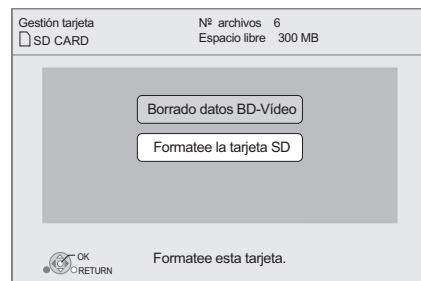 Gestión tarjeta
Nº archivos 6
SD CARD
Espacio libre 300 MB
Borrado datos BD-Vídeo
Formatee la tarjeta SD
OK
RETURN
Formatee esta tarjeta.